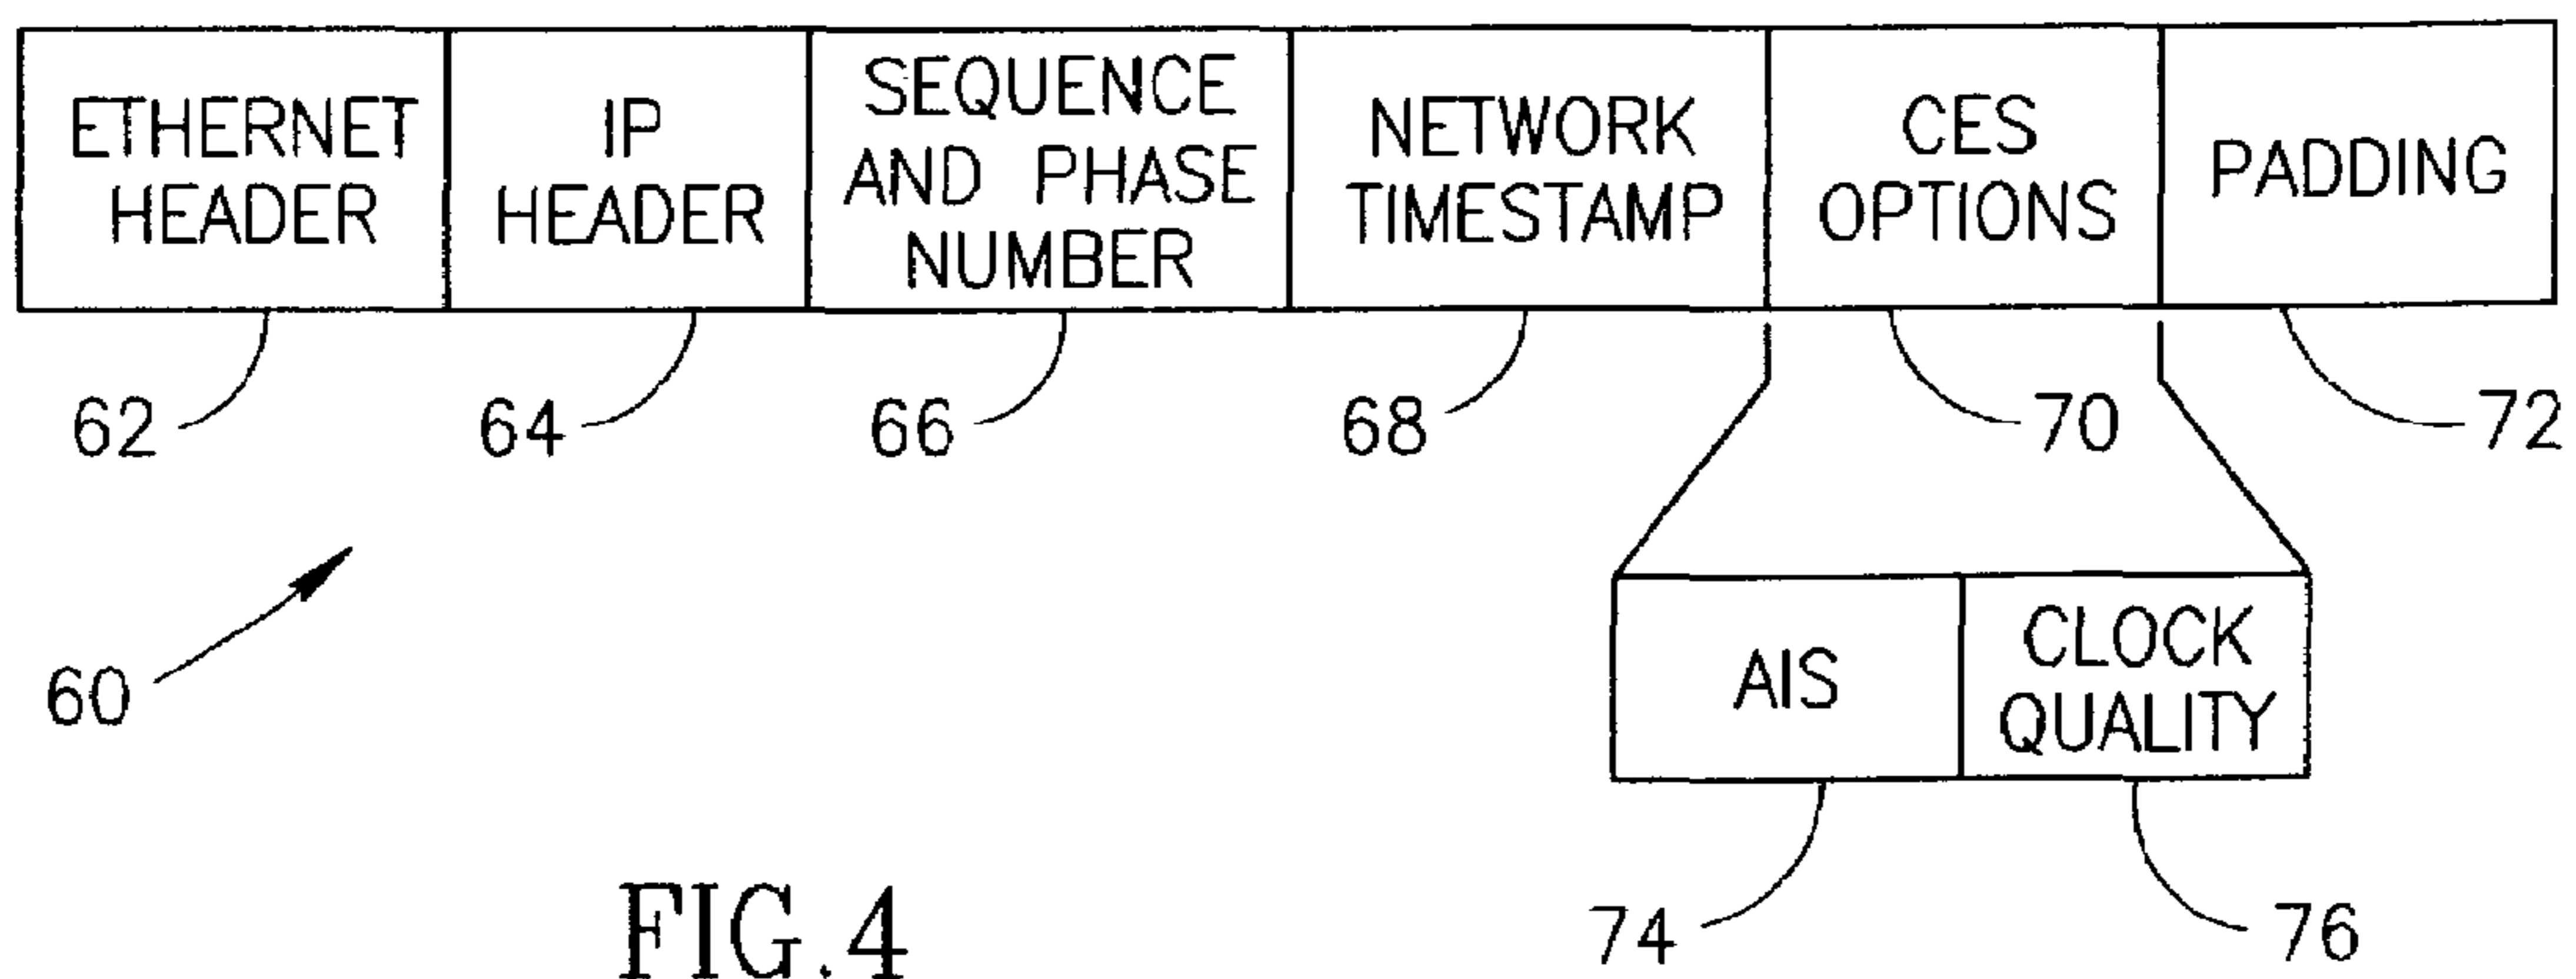 ETHERNET
HEADER
IP
HEADER
SEQUENCE
AND PHASE
NUMBER
NETWORK
TIMESTAMP
CES
OPTIONS
PADDING
62
64
66
68
70
72
60
AIS
CLOCK
QUALITY
74
76
FIG.4